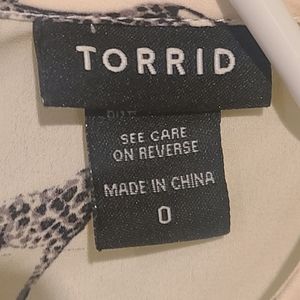 TORRID
SEE CARE
ON REVERSE
MADE IN CHINA
0